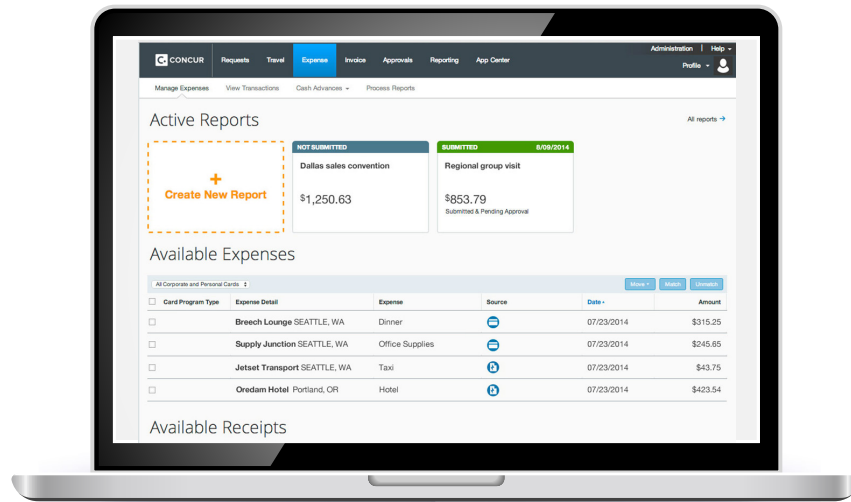 Administration | Help
C. CONCUR Requests Travel Expense Invoice Approvals Reporting App Center Profile
Manage Expenses View Transactions Cash Advances Process Reports
Active Reports All reports →
+
Create New Report
NOT SUBMITTED
Dallas sales convention
$1,250.63
SUBMITTED 8/09/2014
Regional group visit
$853.79
Submitted & Pending Approval
Available Expenses
All Corporate and Personal Cards Move Match Unmatch
Card Program Type Expense Detail Expense Source Date Amount
Breech Lounge SEATTLE, WA Dinner 07/23/2014 $315.25
Supply Junction SEATTLE, WA Office Supplies 07/23/2014 $245.65
Jetset Transport SEATTLE, WA Taxi 07/23/2014 $43.75
Oredam Hotel Portland, OR Hotel 07/23/2014 $423.54
Available Receipts